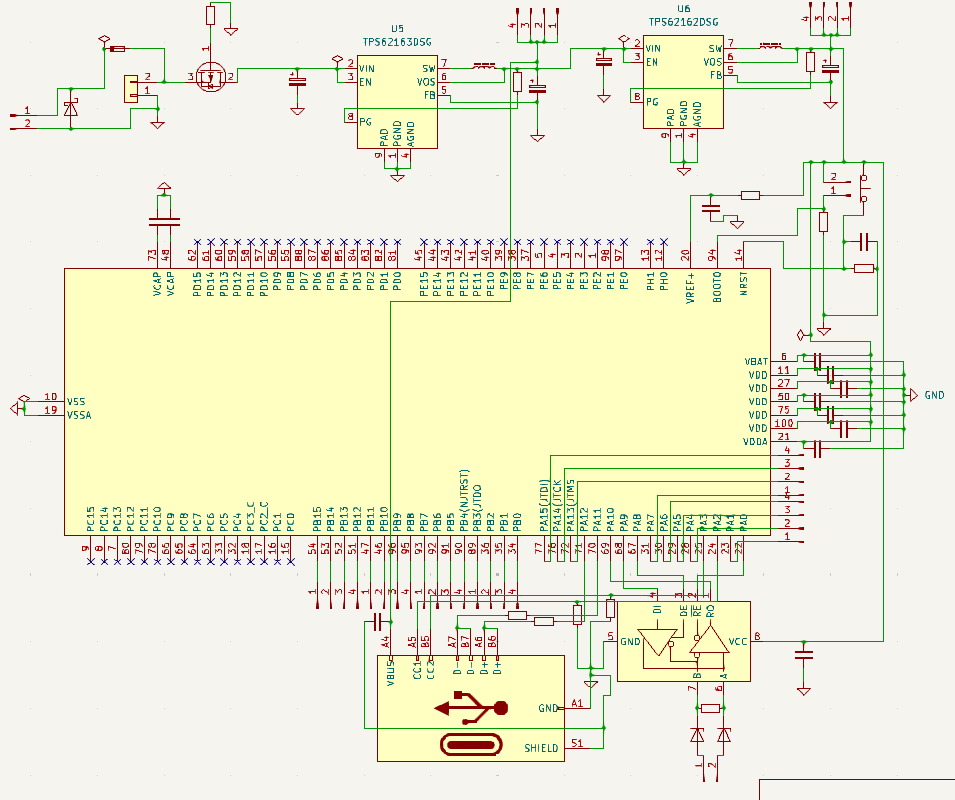 U5
TPS62163DSG
U6
TPS62162DSG
4 3 2 1
4 3 2 1
1
2
2
1
1
3
2
2 VIN
3 EN
8 PG
SW 7
VOS 6
FB 5
PAD PGND AGND
9 1 4
2 VIN
3 EN
8 PG
SW 7
VOS 6
FB 5
PAD PGND AGND
9 1 4
2
1
73 48
VCAP VCAP
62 61 60 59 58 57 56 55 88 87 86 85 84 83 82 81
PD15 PD14 PD13 PD12 PD11 PD10 PD9 PD8 PD7 PD6 PD5 PD4 PD3 PD2 PD1 PD0
45 44 43 42 41 40 39 38 37 5 4 3 2 1 98 97
PE15 PE14 PE13 PE12 PE11 PE10 PE9 PE8 PE7 PE6 PE5 PE4 PE3 PE2 PE1 PE0
13 12
PH1 PH0
20 94 14
VREF+ BOOT0 NRST
VBAT 6
VDD 11
VDD 27
VDD 50
VDD 75
VDD 100
VDDA 21
GND
10 VSS
19 VSSA
4
3
2
1
4
3
2
1
PC15 PC14 PC13 PC12 PC11 PC10 PC9 PC8 PC7 PC6 PC5 PC4 PC3_C PC2_C PC1 PC0
9 8 7 80 79 78 66 65 64 63 33 32 18 17 16 15
PB15 PB14 PB13 PB12 PB11 PB10 PB9 PB8 PB7 PB6 PB5 PB4(NJTRST) PB3(JTDO PB2 PB1 PB0
54 53 52 51 47 46 96 95 93 92 91 90 89 36 35 34
PA15(JTDI) PA14(JTCK PA13(JTMS PA12 PA11 PA10 PA9 PA8 PA7 PA6 PA5 PA4 PA3 PA2 PA1 PA0
77 76 72 71 70 69 68 67 31 30 29 28 25 24 23 22
1 2 3 4 1 2 3 4 1 2 3 4 1 2 3 4
A4 A5 B5 A7 B7 A6 B6
VBUS CC1 CC2 D- D- D+ D+
GND A1
SHIELD S1
4 3 2 1
DI DE RE RO
5 GND
VCC 8
B A
7 6
1 2